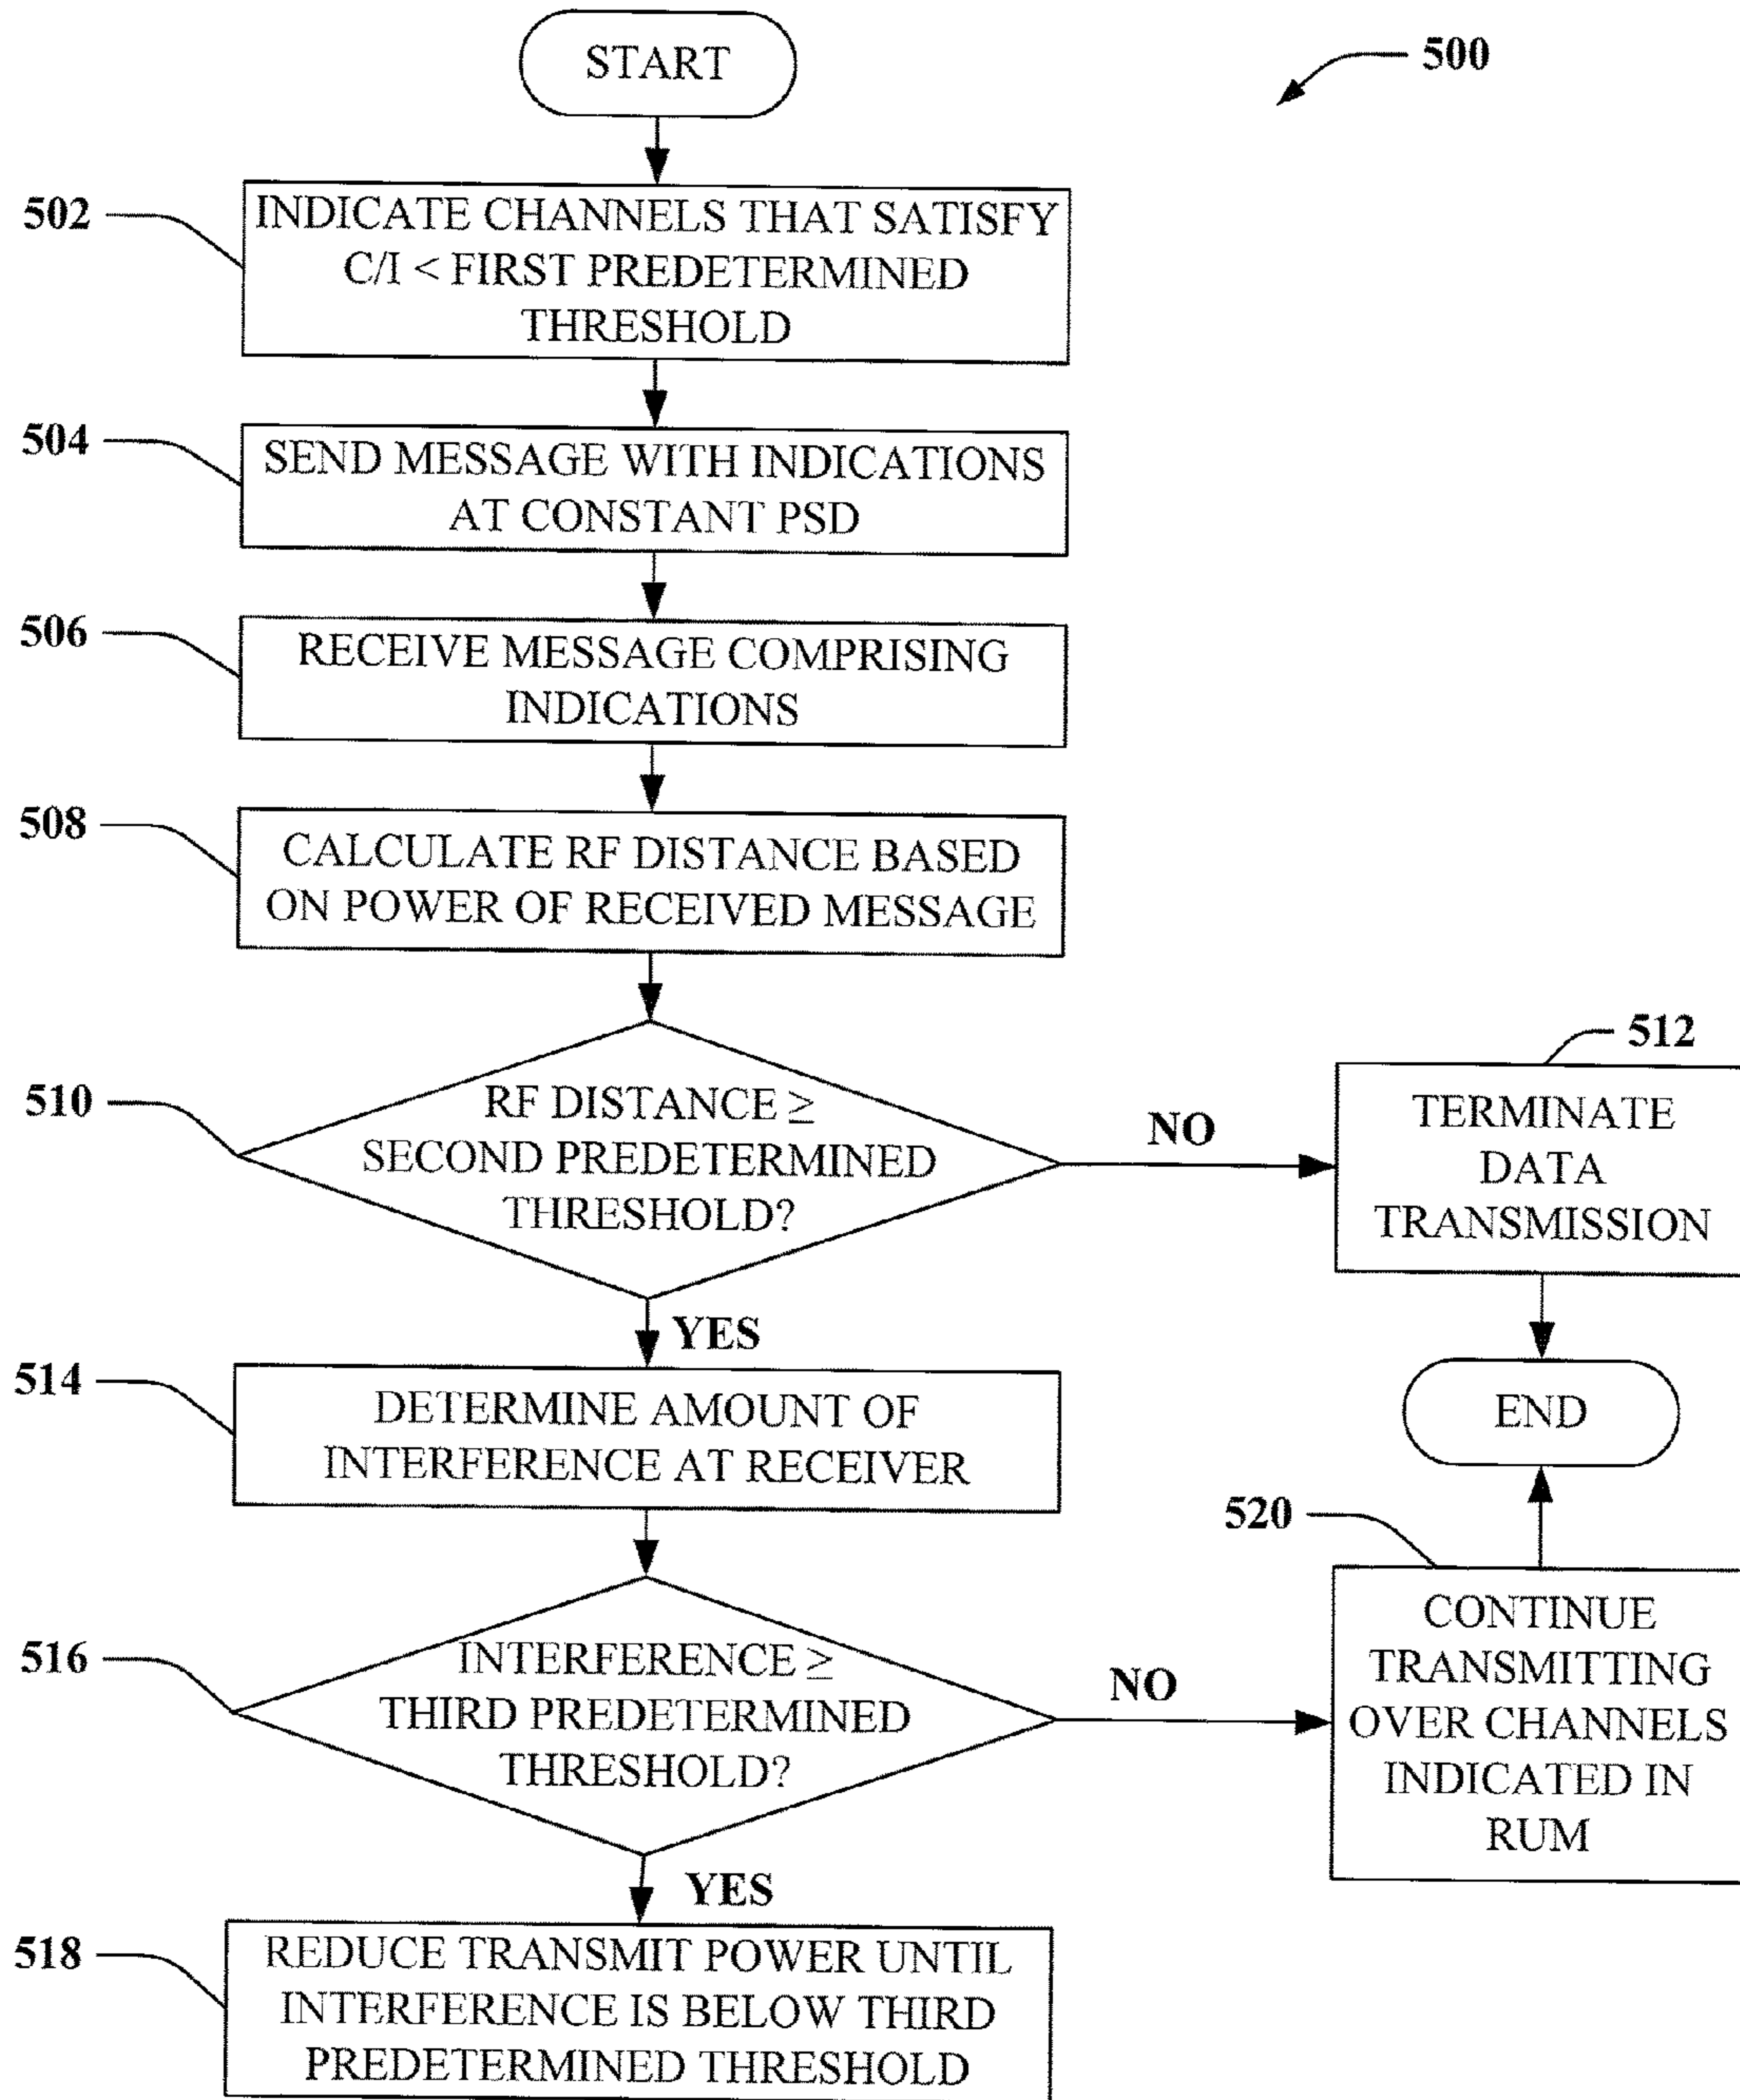 START
500
502
INDICATE CHANNELS THAT SATISFY
C/I < FIRST PREDETERMINED
THRESHOLD
504
SEND MESSAGE WITH INDICATIONS
AT CONSTANT PSD
506
RECEIVE MESSAGE COMPRISING
INDICATIONS
508
CALCULATE RF DISTANCE BASED
ON POWER OF RECEIVED MESSAGE
510
RF DISTANCE ≥
SECOND PREDETERMINED
THRESHOLD?
NO
512
TERMINATE
DATA
TRANSMISSION
YES
END
514
DETERMINE AMOUNT OF
INTERFERENCE AT RECEIVER
516
INTERFERENCE ≥
THIRD PREDETERMINED
THRESHOLD?
NO
520
CONTINUE
TRANSMITTING
OVER CHANNELS
INDICATED IN
RUM
YES
518
REDUCE TRANSMIT POWER UNTIL
INTERFERENCE IS BELOW THIRD
PREDETERMINED THRESHOLD